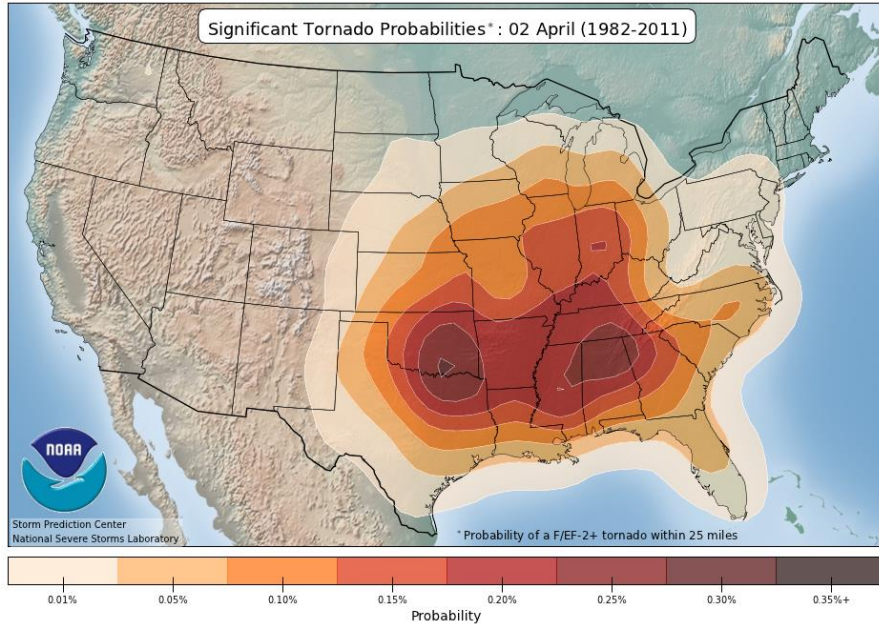 Significant Tornado Probabilities*: 02 April (1982-2011)
NOAA
Storm Prediction Center
National Severe Storms Laboratory
*Probability of a F/EF-2+ tornado within 25 miles
0.01% 0.05% 0.10% 0.15% 0.20% 0.25% 0.30% 0.35%+
Probability